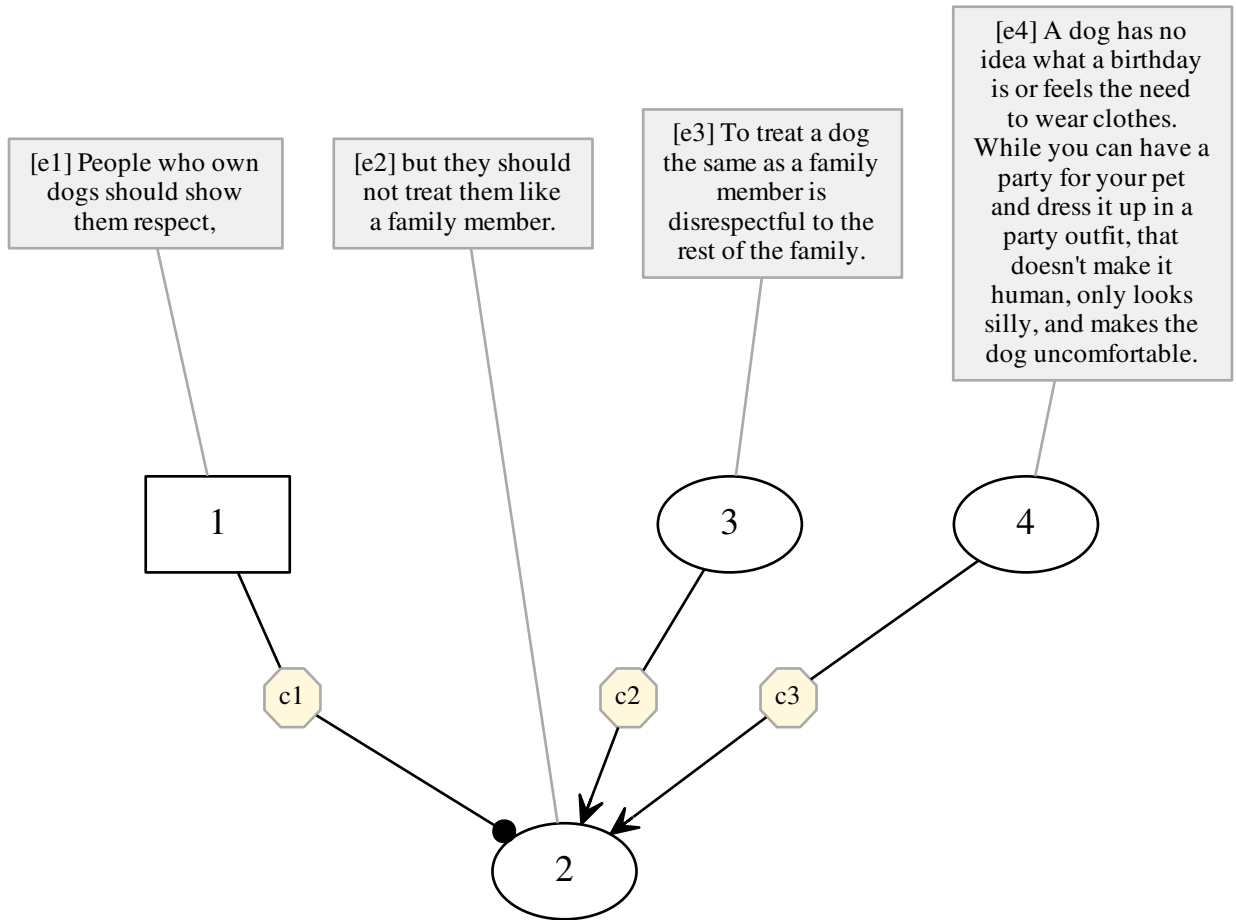 [e1] People who own
dogs should show
them respect,
[e2] but they should
not treat them like
a family member.
[e3] To treat a dog
the same as a family
member is
disrespectful to the
rest of the family.
[e4] A dog has no
idea what a birthday
is or feels the need
to wear clothes.
While you can have a
party for your pet
and dress it up in a
party outfit, that
doesn't make it
human, only looks
silly, and makes the
dog uncomfortable.
1
3
4
c1
c2
c3
2